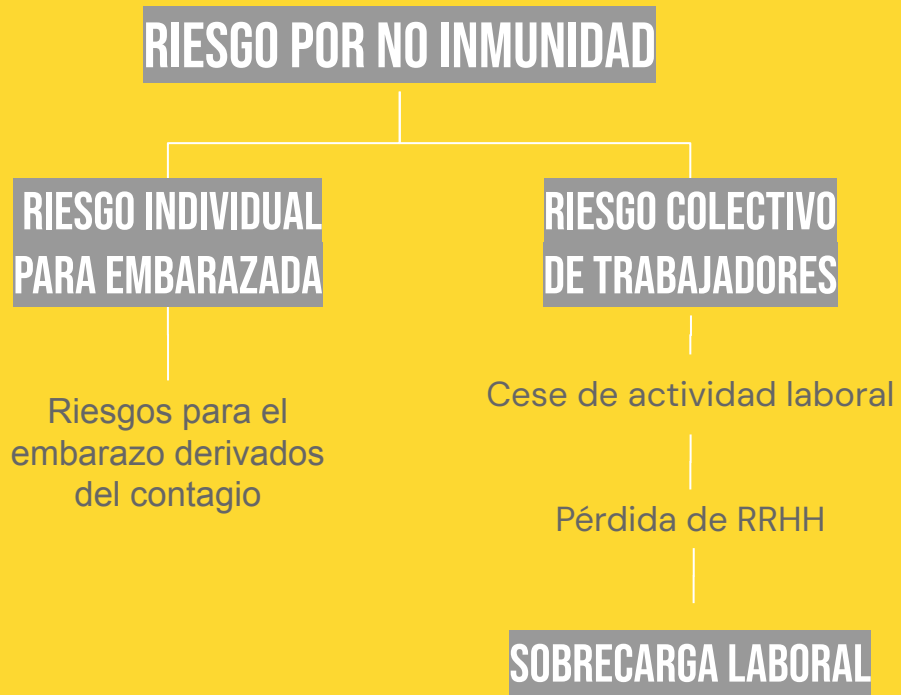 RIESGO POR NO INMUNIDAD
RIESGO INDIVIDUAL
PARA EMBARAZADA
Riesgos para el
embarazo derivados
del contagio
RIESGO COLECTIVO
DE TRABAJADORES
Cese de actividad laboral
Pérdida de RRHH
SOBRECARGA LABORAL